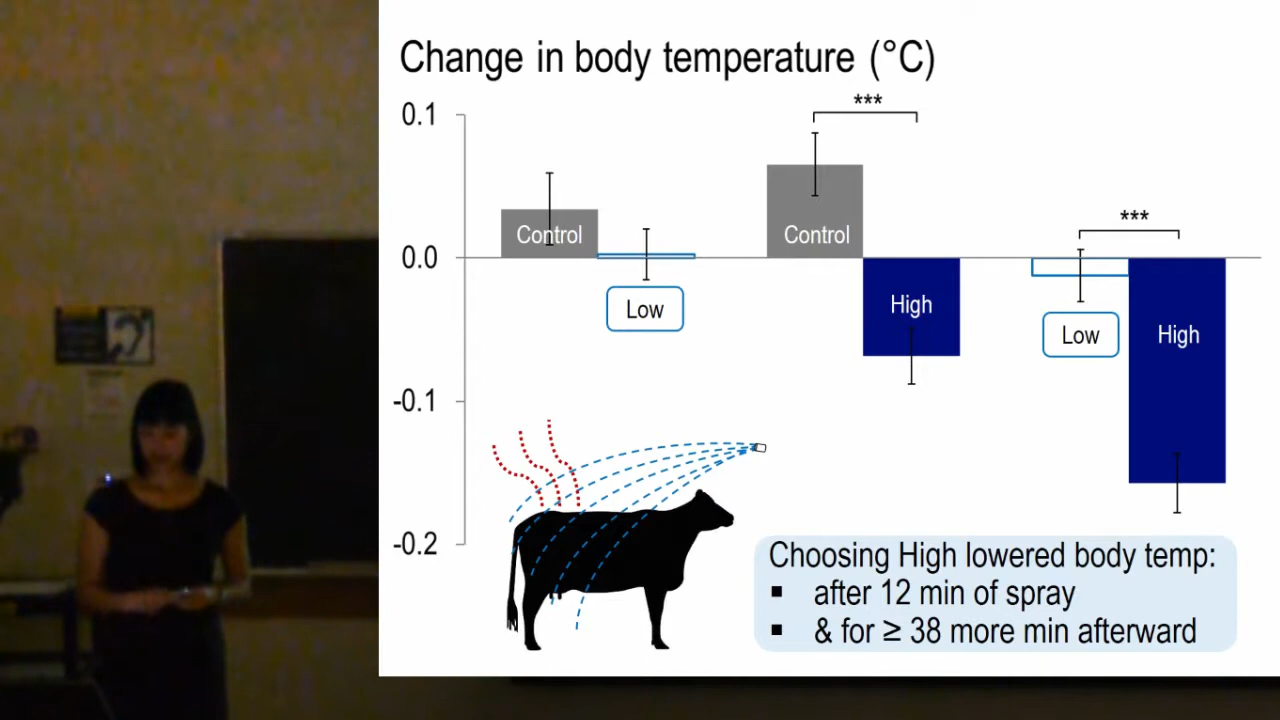 Change in body temperature (°C)
0.1
0.0
-0.1
-0.2
***
***
Control
Low
Control
High
Low
High
Choosing High lowered body temp:
▪ after 12 min of spray
▪ & for ≥ 38 more min afterward